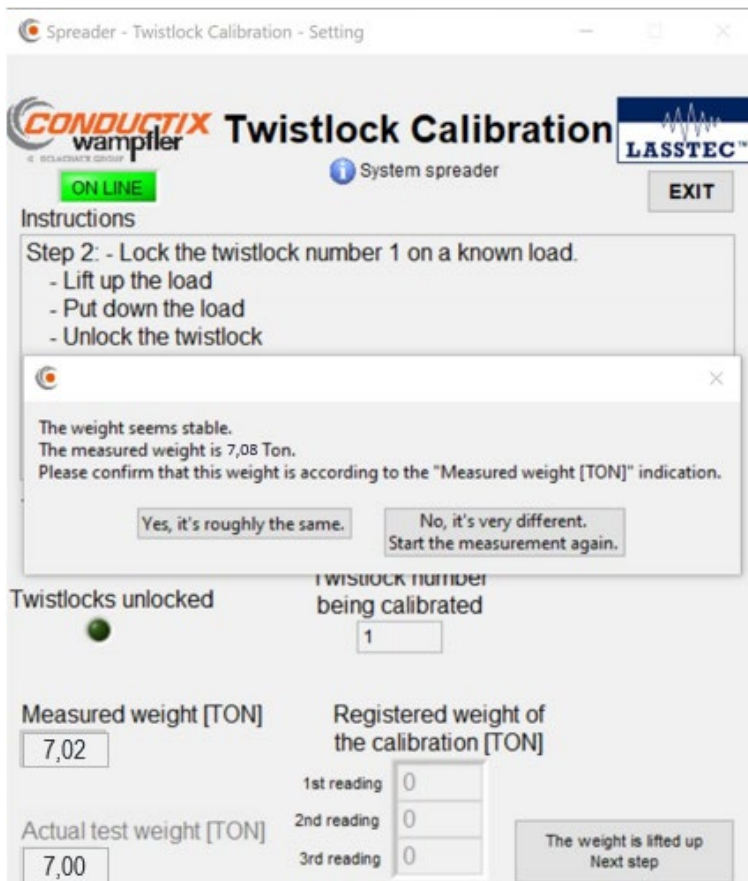 Spreader - Twistlock Calibration - Setting
CONDUCTIX
wampfler
Twistlock Calibration
LASSTEC™
System spreader
ON LINE
EXIT
Instructions
Step 2: - Lock the twistlock number 1 on a known load.
- Lift up the load
- Put down the load
- Unlock the twistlock
The weight seems stable.
The measured weight is 7,08 Ton.
Please confirm that this weight is according to the "Measured weight [TON]" indication.
Yes, it's roughly the same.
No, it's very different.
Start the measurement again.
Twistlocks unlocked
Twistlock number
being calibrated
1
Measured weight [TON]
7,02
Registered weight of
the calibration [TON]
1st reading 0
2nd reading 0
3rd reading 0
Actual test weight [TON]
7,00
The weight is lifted up
Next step